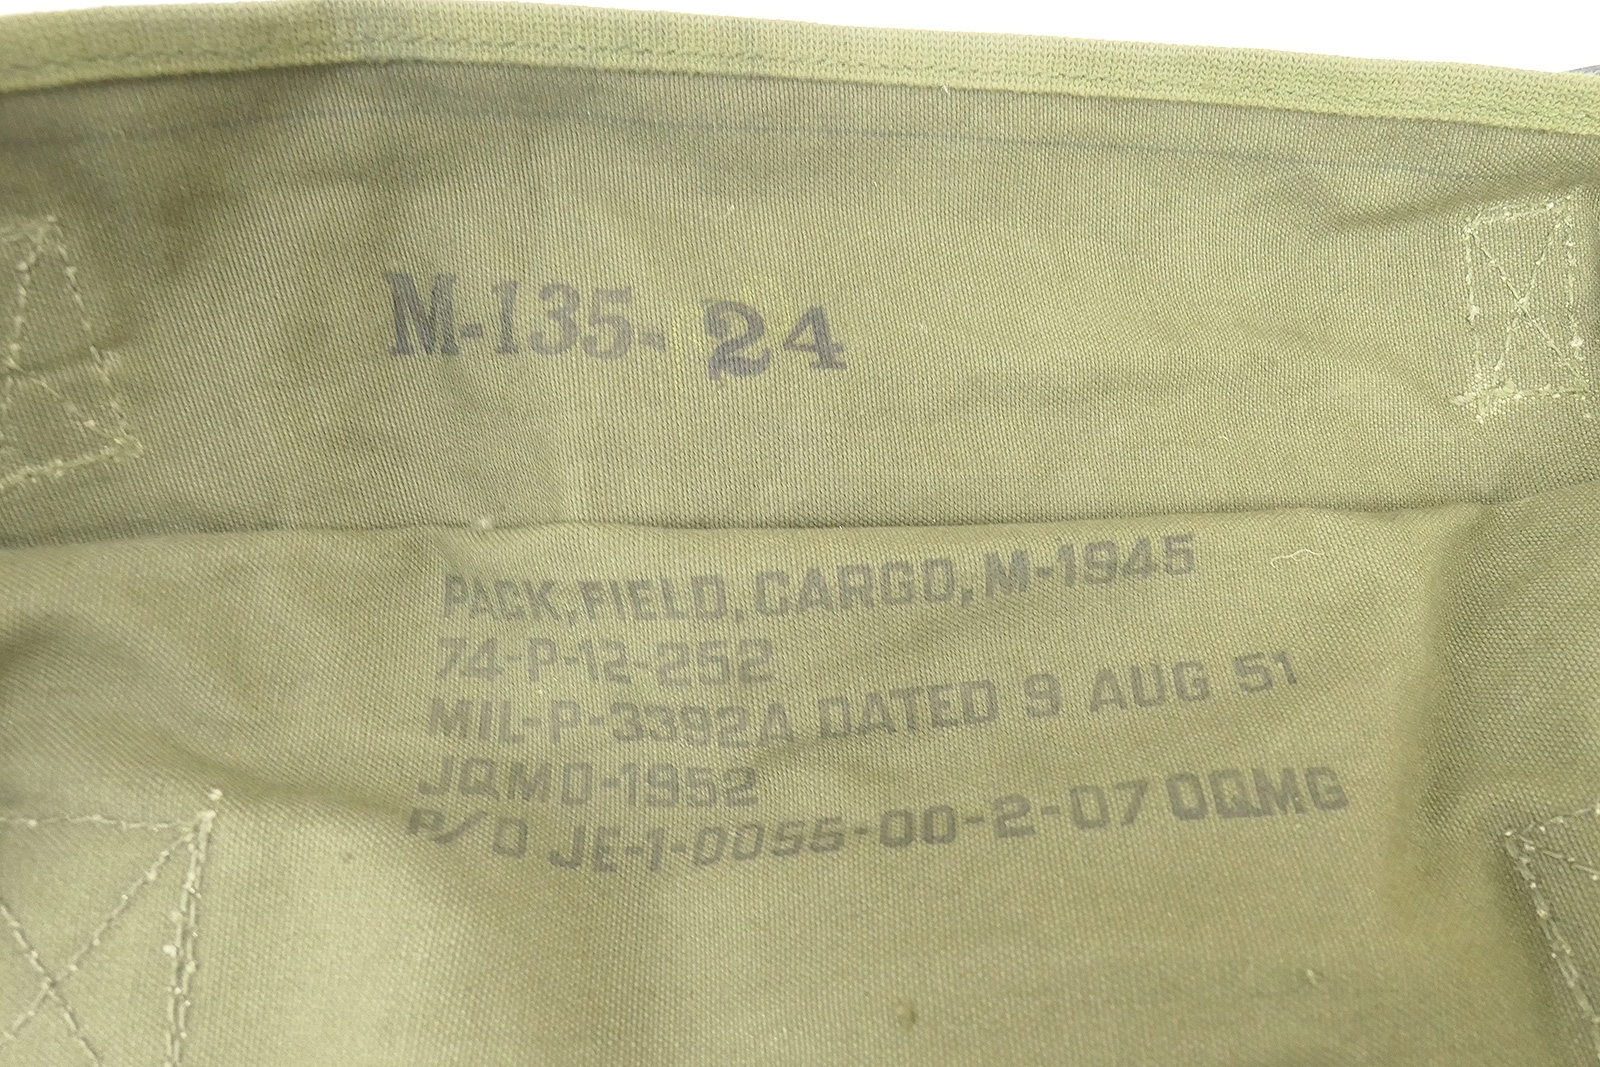 M-135-24
PACK, FIELD, CARGO, M-1945
74-P-12-252
MIL-P-3392A DATED 9 AUG 51
JQMD-1952
P/O JE-1-0055-00-2-07 OQMG